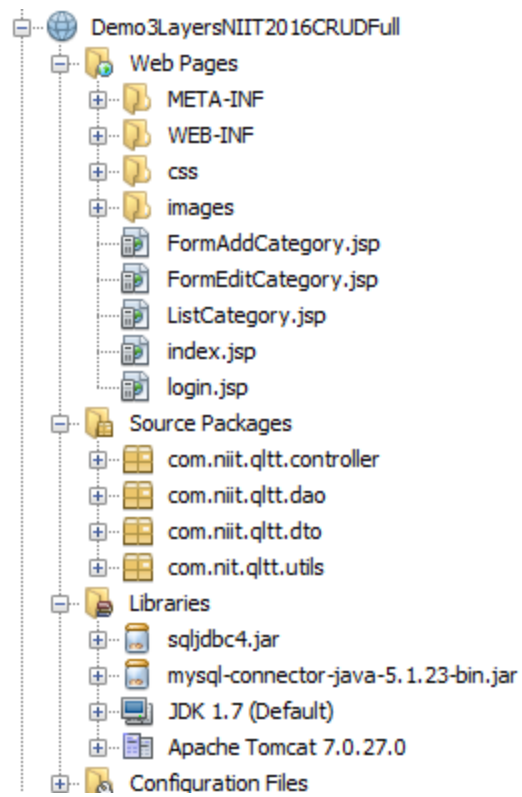 Demo3LayersNIIT2016CRUDFull
Web Pages
META-INF
WEB-INF
css
images
FormAddCategory.jsp
FormEditCategory.jsp
ListCategory.jsp
index.jsp
login.jsp
Source Packages
com.niit.qltt.controller
com.niit.qltt.dao
com.niit.qltt.dto
com.nit.qltt.utils
Libraries
sqljdbc4.jar
mysql-connector-java-5.1.23-bin.jar
JDK 1.7 (Default)
Apache Tomcat 7.0.27.0
Configuration Files